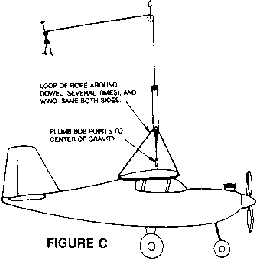 LOOP OF ROPE AROUND
DOWEL, SEVERAL TIMES, AND
WING. SAME BOTH SIDES.
PLUMB BOB POINTS TO
CENTER OF GRAVITY
FIGURE C